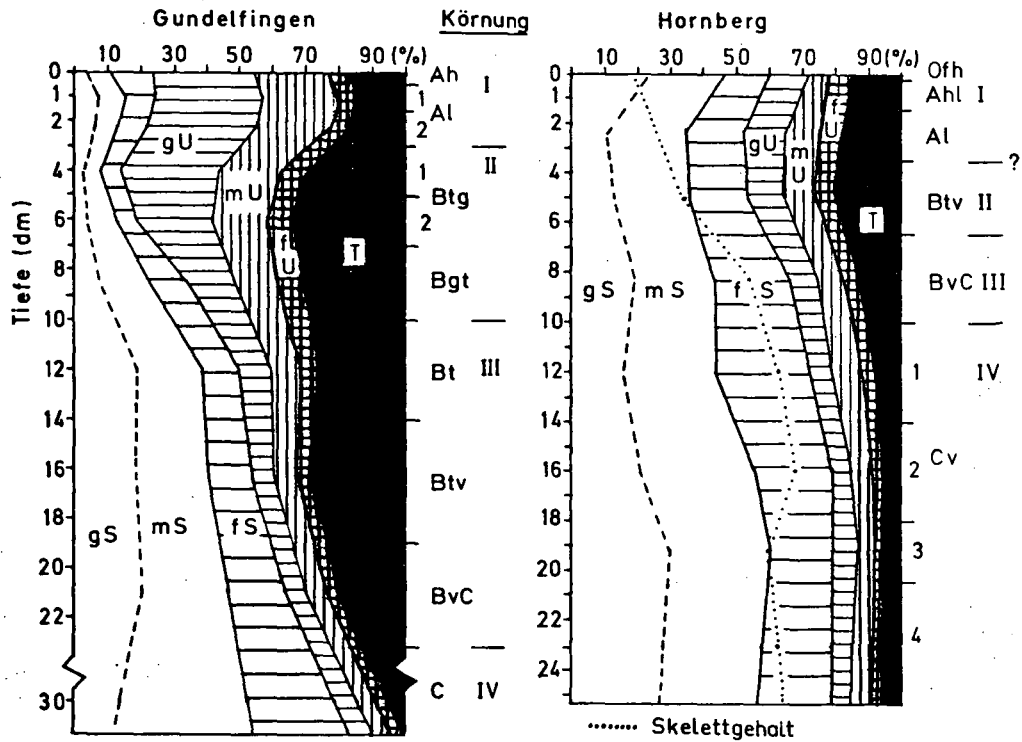 Gundelfingen Körnung Hornberg
10 30 50 70 90 (%)
10 30 50 70 90 (%)
Tiefe (dm)
0
1
2
4
6
8
10
12
14
16
18
20
22
30
gU
mU
fU
T
gS
mS
fS
Ah
I
1
Al
2
II
1
Btg
2
Bgt
Bt III
Btv
BvC
C IV
0
1
2
4
6
8
10
12
14
16
18
20
22
24
gU
mU
fU
T
gS
mS
fS
Ofh
Ahl I
Al
?
Btv II
BvC III
1 IV
Cv
2
3
4
........ Skelettgehalt